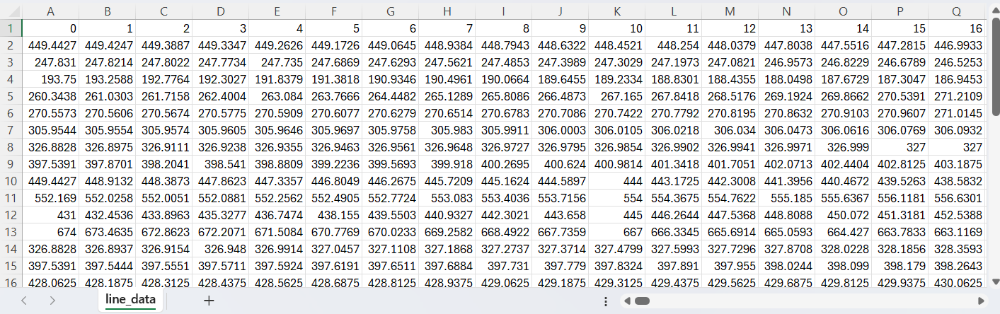 A B C D E F G H I J K L M N O P Q
1 0 1 2 3 4 5 6 7 8 9 10 11 12 13 14 15 16
2 449.4427 449.4247 449.3887 449.3347 449.2626 449.1726 449.0645 448.9384 448.7943 448.6322 448.4521 448.254 448.0379 447.8038 447.5516 447.2815 446.9933
3 247.831 247.8214 247.8022 247.7734 247.735 247.6869 247.6293 247.5621 247.4853 247.3989 247.3029 247.1973 247.0821 246.9573 246.8229 246.6789 246.5253
4 193.75 193.2588 192.7764 192.3027 191.8379 191.3818 190.9346 190.4961 190.0664 189.6455 189.2334 188.8301 188.4355 188.0498 187.6729 187.3047 186.9453
5 260.3438 261.0303 261.7158 262.4004 263.084 263.7666 264.4482 265.1289 265.8086 266.4873 267.165 267.8418 268.5176 269.1924 269.8662 270.5391 271.2109
6 270.5573 270.5606 270.5674 270.5775 270.5909 270.6077 270.6279 270.6514 270.6783 270.7086 270.7422 270.7792 270.8195 270.8632 270.9103 270.9607 271.0145
7 305.9544 305.9554 305.9574 305.9605 305.9646 305.9697 305.9758 305.983 305.9911 306.0003 306.0105 306.0218 306.034 306.0473 306.0616 306.0769 306.0932
8 326.8828 326.8975 326.9111 326.9238 326.9355 326.9463 326.9561 326.9648 326.9727 326.9795 326.9854 326.9902 326.9941 326.9971 326.999 327 327
9 397.5391 397.8701 398.2041 398.541 398.8809 399.2236 399.5693 399.918 400.2695 400.624 400.9814 401.3418 401.7051 402.0713 402.4404 402.8125 403.1875
10 449.4427 448.9132 448.3873 447.8623 447.3357 446.8049 446.2675 445.7209 445.1624 444.5897 444 443.1725 442.3008 441.3956 440.4672 439.5263 438.5832
11 552.169 552.0258 552.0051 552.0881 552.2562 552.4905 552.7724 553.083 553.4036 553.7156 554 554.3675 554.7622 555.185 555.6367 556.1181 556.6301
12 431 432.4536 433.8963 435.3277 436.7474 438.155 439.5503 440.9327 442.3021 443.658 445 446.2644 447.5368 448.8088 450.072 451.3181 452.5388
13 674 673.4635 672.8623 672.2071 671.5084 670.7769 670.0233 669.2582 668.4922 667.7359 667 666.3345 665.6914 665.0593 664.427 663.7833 663.1169
14 326.8828 326.8937 326.9154 326.948 326.9914 327.0457 327.1108 327.1868 327.2737 327.3714 327.4799 327.5993 327.7296 327.8708 328.0228 328.1856 328.3593
15 397.5391 397.5444 397.5551 397.5711 397.5924 397.6191 397.6511 397.6884 397.731 397.779 397.8324 397.891 397.955 398.0244 398.099 398.179 398.2643
16 428.0625 428.1875 428.3125 428.4375 428.5625 428.6875 428.8125 428.9375 429.0625 429.1875 429.3125 429.4375 429.5625 429.6875 429.8125 429.9375 430.0625
line_data